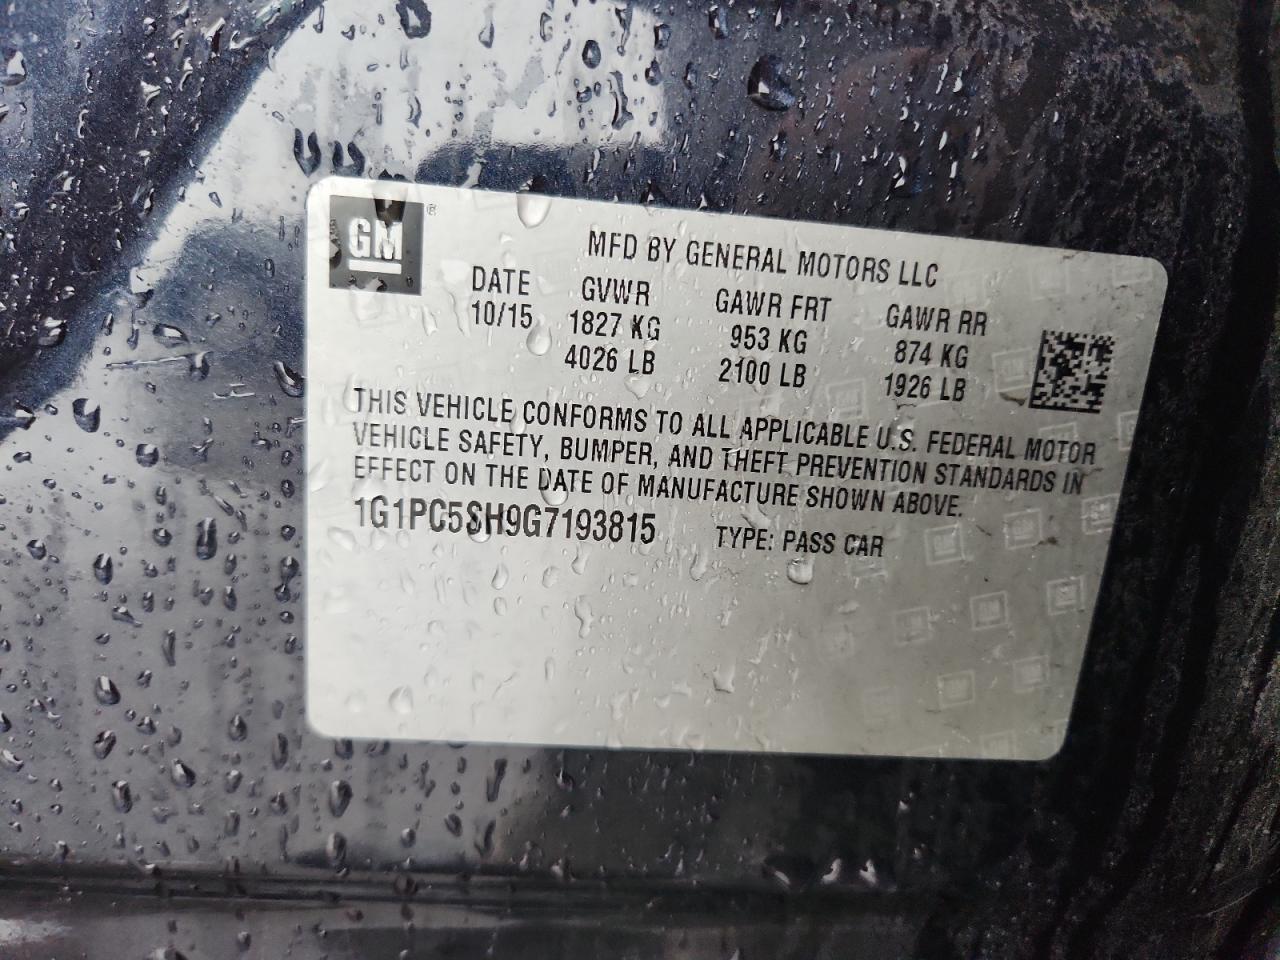 GM ®
MFD BY GENERAL MOTORS LLC
DATE GVWR GAWR FRT GAWR RR
10/15 1827 KG 953 KG 874 KG
4026 LB 2100 LB 1926 LB
THIS VEHICLE CONFORMS TO ALL APPLICABLE U.S. FEDERAL MOTOR
VEHICLE SAFETY, BUMPER, AND THEFT PREVENTION STANDARDS IN
EFFECT ON THE DATE OF MANUFACTURE SHOWN ABOVE.
1G1PC5SH9G7193815 TYPE: PASS CAR